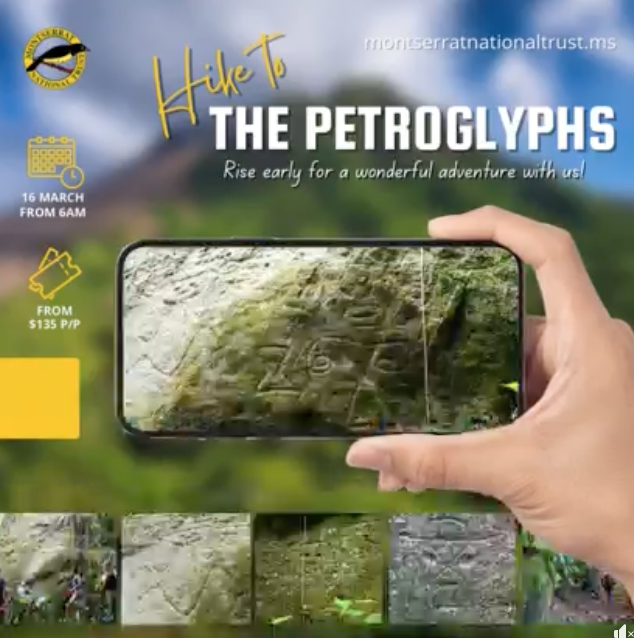 MONTSERRAT
NATIONAL TRUST
montserratnationaltrust.ms
Hike To
THE PETROGLYPHS
Rise early for a wonderful adventure with us!
16 MARCH
FROM 6AM
FROM
$135 P/P